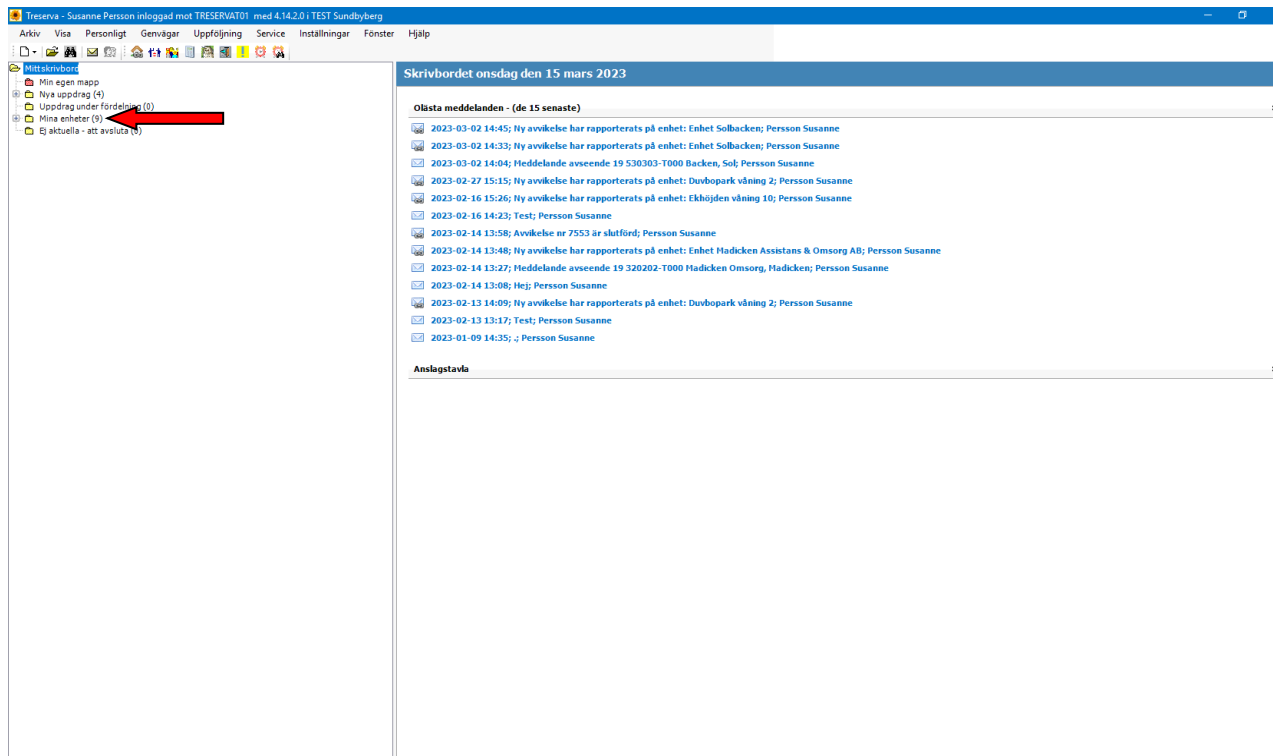 Treserva - Susanne Persson inloggad mot TRESERVAT01 med 4.14.2.0 i TEST Sundbyberg
Arkiv Visa Personligt Genvägar Uppföljning Service Inställningar Fönster Hjälp
Mitt skrivbord
Min egen mapp
Nya uppdrag (4)
Uppdrag under fördelning (0)
Mina enheter (9)
Ej aktuella - att avsluta (0)
Skrivbordet onsdag den 15 mars 2023
Olästa meddelanden - (de 15 senaste)
2023-03-02 14:45; Ny avvikelse har rapporterats på enhet: Enhet Solbacken; Persson Susanne
2023-03-02 14:33; Ny avvikelse har rapporterats på enhet: Enhet Solbacken; Persson Susanne
2023-03-02 14:04; Meddelande avseende 19 530303-T000 Backen, Sol; Persson Susanne
2023-02-27 15:15; Ny avvikelse har rapporterats på enhet: Duvbopark våning 2; Persson Susanne
2023-02-16 15:26; Ny avvikelse har rapporterats på enhet: Ekhöjden våning 10; Persson Susanne
2023-02-16 14:23; Test; Persson Susanne
2023-02-14 13:58; Avvikelse nr 7553 är slutförd; Persson Susanne
2023-02-14 13:48; Ny avvikelse har rapporterats på enhet: Enhet Madicken Assistans & Omsorg AB; Persson Susanne
2023-02-14 13:27; Meddelande avseende 19 320202-T000 Madicken Omsorg, Madicken; Persson Susanne
2023-02-14 13:08; Hej; Persson Susanne
2023-02-13 14:09; Ny avvikelse har rapporterats på enhet: Duvbopark våning 2; Persson Susanne
2023-02-13 13:17; Test; Persson Susanne
2023-01-09 14:35; .; Persson Susanne
Anslagstavla